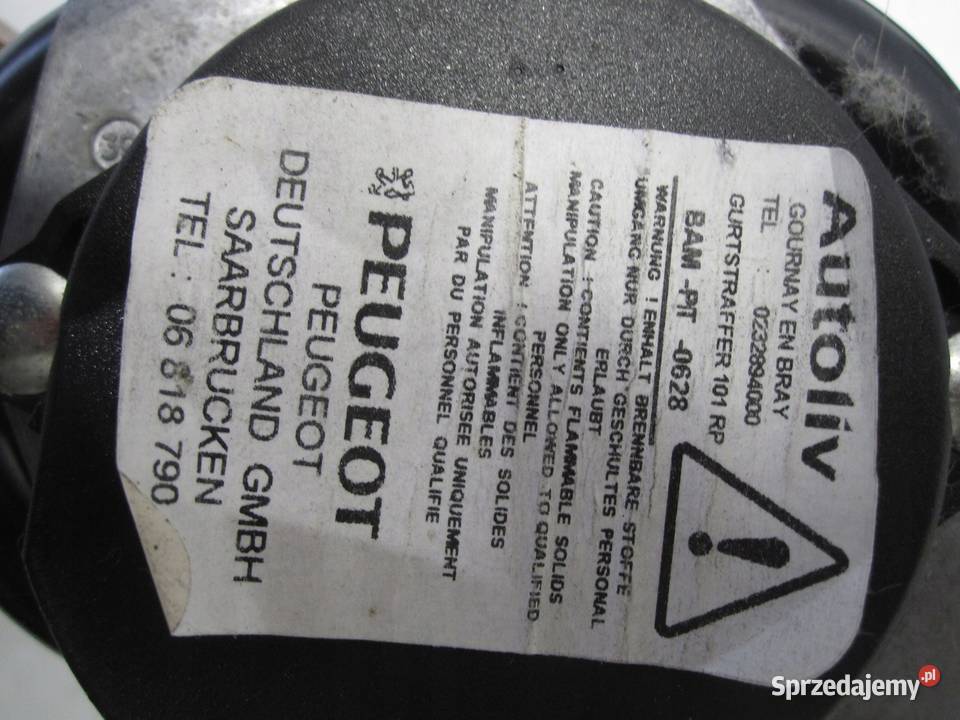 Autoliv
GOURNAY EN BRAY
TEL : 0232894000
GURTSTRAFFER 101 RP
BAM -PIT -0628
WARNUNG ! ENHALT BRENNBARE STOFFE
UMGANG NUR DURCH GESCHULTES PERSONAL
ERLAUBT
CAUTION : CONTIENTS FLAMMABLE SOLIDS
MANIPULATION ONLY ALLOWED TO QUALIFIED
PERSONNEL
ATTENTION : CONTIENT DES SOLIDES
INFLAMMABLES
MANIPULATION AUTORISEE UNIQUEMENT
PAR DU PERSONNEL QUALIFIE
PEUGEOT
PEUGEOT
DEUTSCHLAND GMBH
SAARBRUCKEN
TEL : 06 818 790
Sprzedajemy.pl